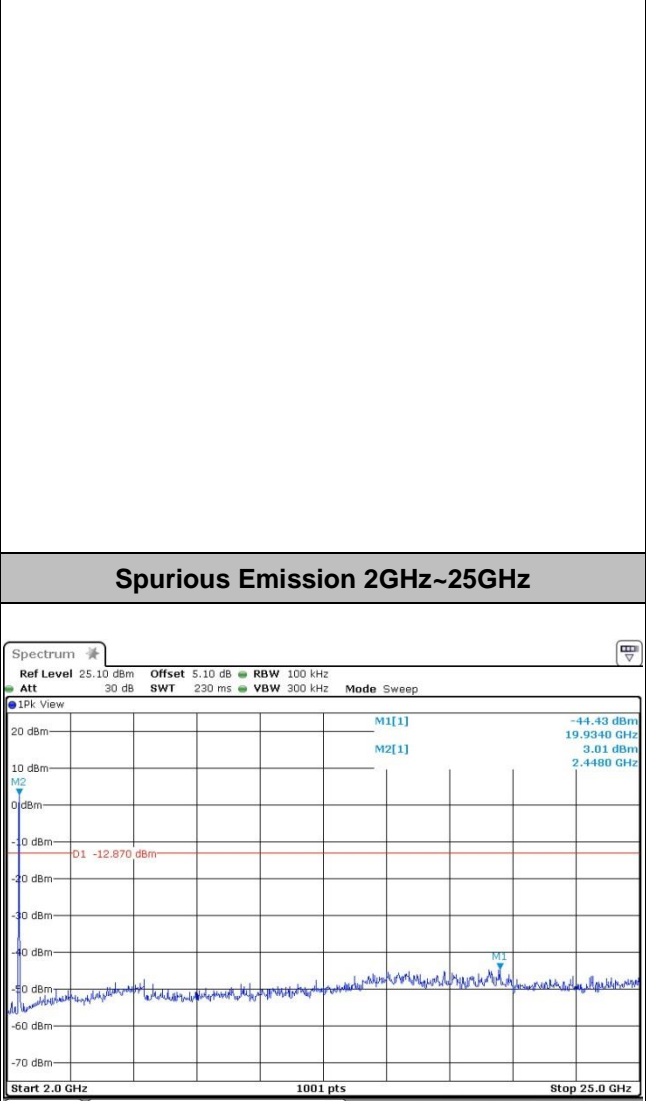 Spurious Emission 2GHz~25GHz
Spectrum
Ref Level 25.10 dBm Offset 5.10 dB RBW 100 kHz
Att 30 dB SWT 230 ms VBW 300 kHz Mode Sweep
1Pk View
M1[1] -44.43 dBm
19.9340 GHz
M2[1] 3.01 dBm
2.4480 GHz
20 dBm
10 dBm
M2
0 dBm
-10 dBm
D1 -12.870 dBm
-20 dBm
-30 dBm
-40 dBm
M1
-50 dBm
-60 dBm
-70 dBm
Start 2.0 GHz 1001 pts Stop 25.0 GHz